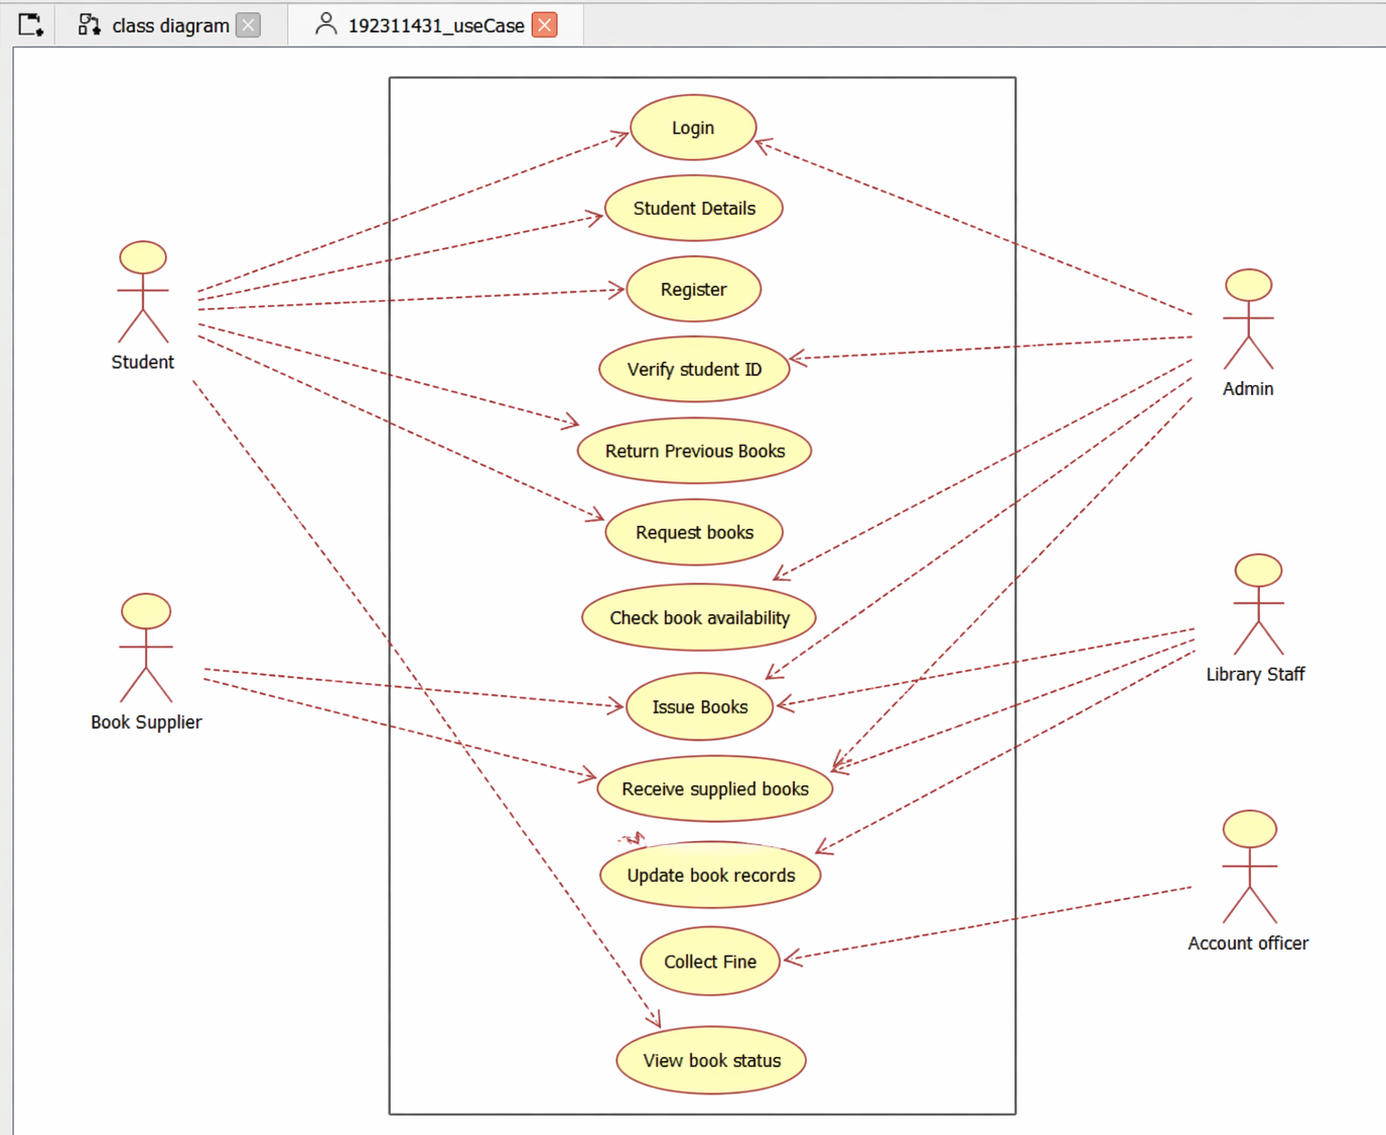 class diagram
192311431_useCase
Login
Student Details
Register
Verify student ID
Return Previous Books
Request books
Check book availability
Issue Books
Receive supplied books
Update book records
Collect Fine
View book status
Student
Book Supplier
Admin
Library Staff
Account officer